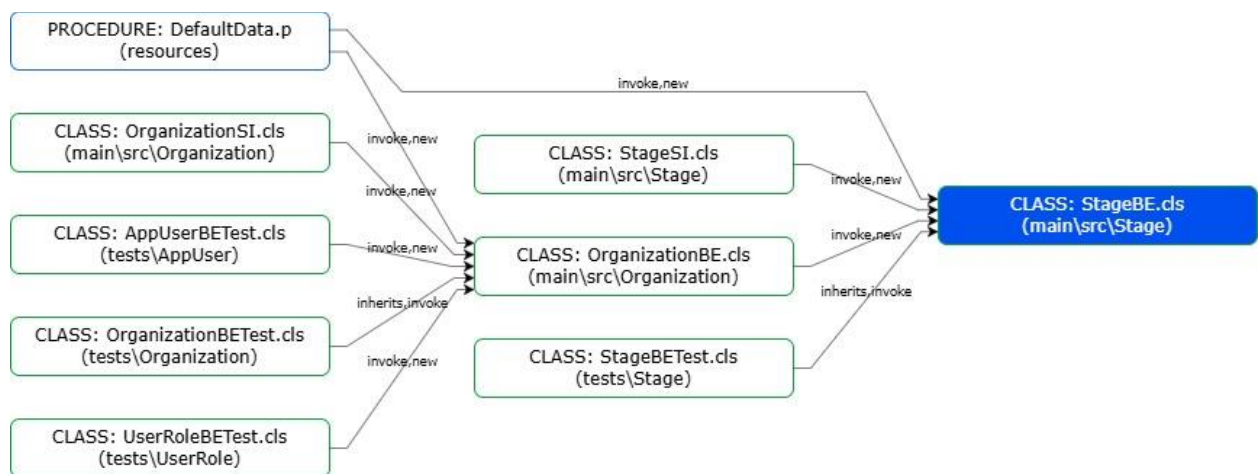 PROCEDURE: DefaultData.p
(resources)
invoke,new
CLASS: OrganizationSI.cls
(main\src\Organization)
invoke,new
CLASS: StageSI.cls
(main\src\Stage)
invoke,new
invoke,new
CLASS: StageBE.cls
(main\src\Stage)
CLASS: AppUserBETest.cls
(tests\AppUser)
invoke,new
CLASS: OrganizationBE.cls
(main\src\Organization)
invoke,new
inherits,invoke
inherits,invoke
CLASS: OrganizationBETest.cls
(tests\Organization)
invoke,new
CLASS: StageBETest.cls
(tests\Stage)
CLASS: UserRoleBETest.cls
(tests\UserRole)